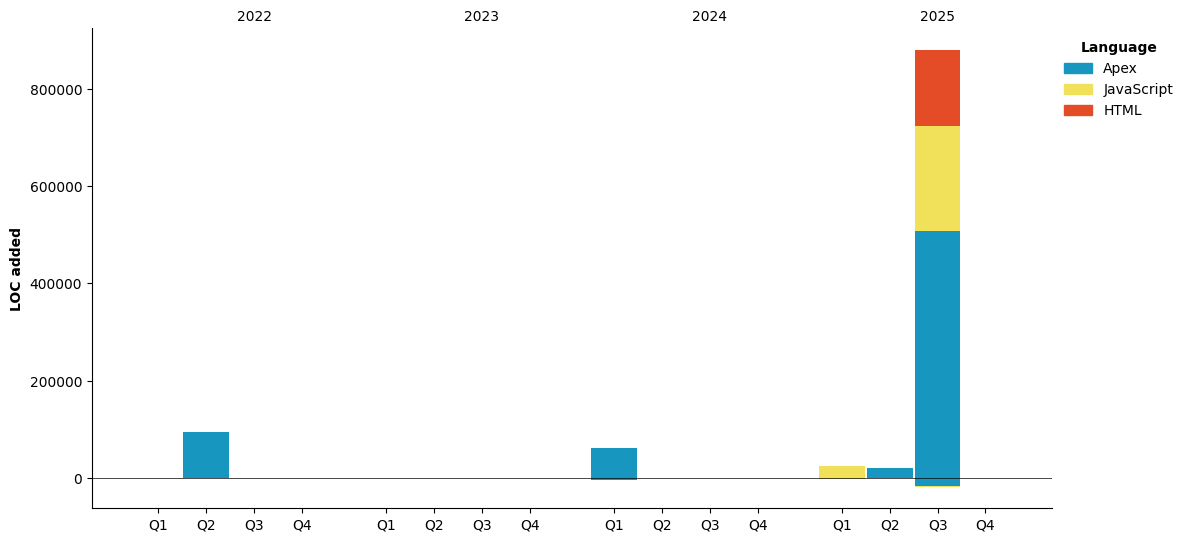 2022 2023 2024 2025
Language
Apex
JavaScript
HTML
LOC added
800000
600000
400000
200000
0
Q1 Q2 Q3 Q4 Q1 Q2 Q3 Q4 Q1 Q2 Q3 Q4 Q1 Q2 Q3 Q4